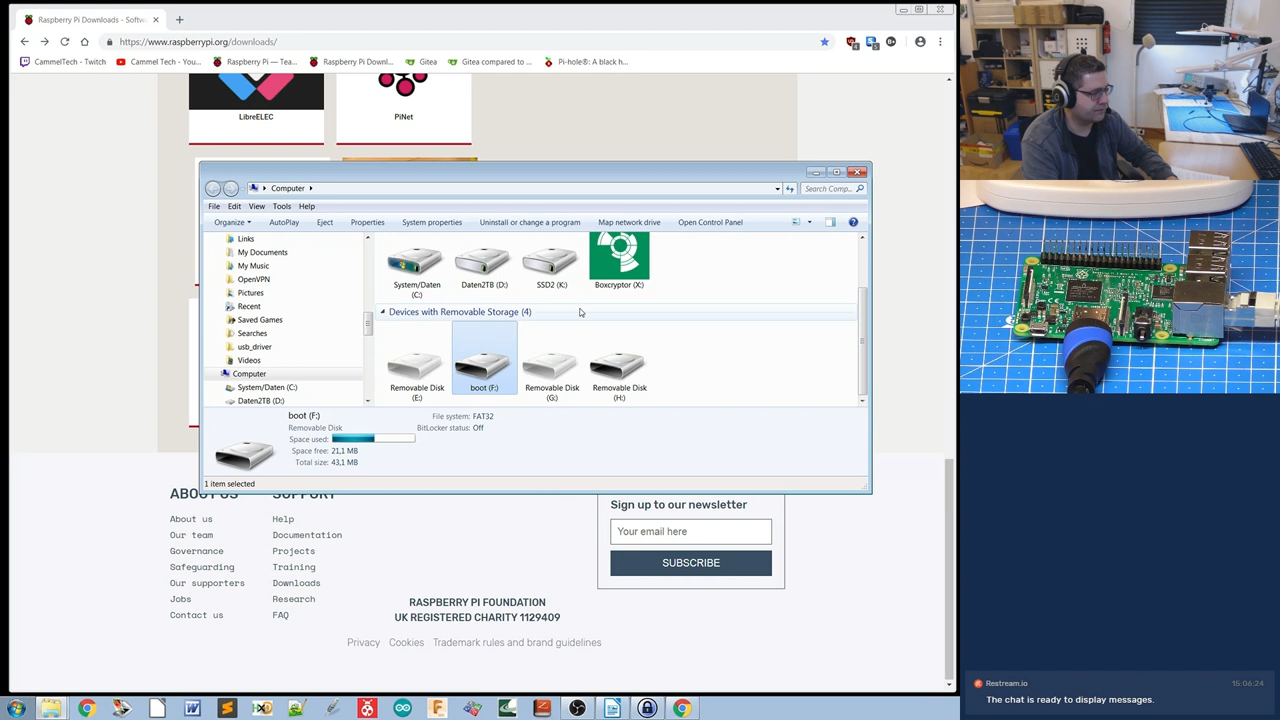 Raspberry Pi Downloads - Softw
https://www.raspberrypi.org/downloads/
CammelTech - Twitch
Cammel Tech - You...
Raspberry Pi — Tea...
Raspberry Pi Downl...
Gitea
Gitea compared to ...
Pi-hole®: A black h...
LibreELEC
PiNet
Computer
Search Comp...
File
Edit
View
Tools
Help
Organize
AutoPlay
Eject
Properties
System properties
Uninstall or change a program
Map network drive
Open Control Panel
Links
My Documents
My Music
OpenVPN
Pictures
Recent
Saved Games
Searches
usb_driver
Videos
Computer
System/Daten (C:)
Daten2TB (D:)
System/Daten
(C:)
Daten2TB (D:)
SSD2 (K:)
Boxcryptor (X:)
Devices with Removable Storage (4)
Removable Disk
(E:)
boot (F:)
Removable Disk
(G:)
Removable Disk
(H:)
boot (F:)
Removable Disk
Space used:
Space free: 21,1 MB
Total size: 43,1 MB
File system: FAT32
BitLocker status: Off
1 item selected
ABOUT US
About us
Our team
Governance
Safeguarding
Our supporters
Jobs
Contact us
SUPPORT
Help
Documentation
Projects
Training
Downloads
Research
FAQ
Sign up to our newsletter
Your email here
SUBSCRIBE
RASPBERRY PI FOUNDATION
UK REGISTERED CHARITY 1129409
Privacy
Cookies
Trademark rules and brand guidelines
Restream.io
15:06:24
The chat is ready to display messages.